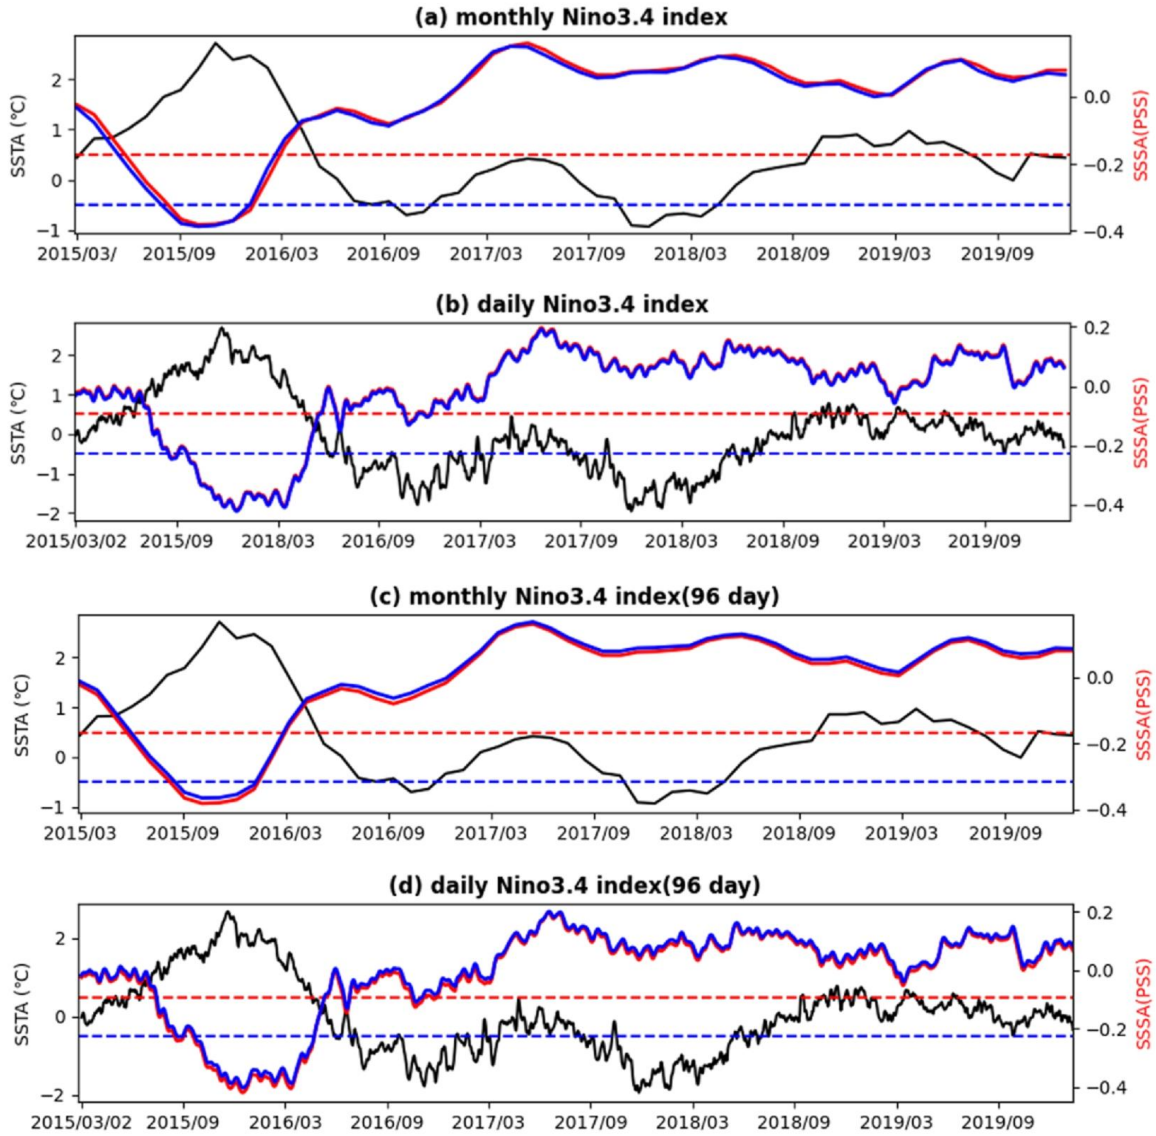 (a) monthly Nino3.4 index
SSTA (℃)
2
1
0
−1
0.0
−0.2
−0.4
SSSA(PSS)
2015/03/ 2015/09 2016/03 2016/09 2017/03 2017/09 2018/03 2018/09 2019/03 2019/09
(b) daily Nino3.4 index
SSTA (℃)
2
1
0
−1
−2
0.2
0.0
−0.2
−0.4
SSSA(PSS)
2015/03/02 2015/09 2018/03 2016/09 2017/03 2017/09 2018/03 2018/09 2019/03 2019/09
(c) monthly Nino3.4 index(96 day)
SSTA (℃)
2
1
0
−1
0.0
−0.2
−0.4
SSSA(PSS)
2015/03 2015/09 2016/03 2016/09 2017/03 2017/09 2018/03 2018/09 2019/03 2019/09
(d) daily Nino3.4 index(96 day)
SSTA (℃)
2
0
−2
0.2
0.0
−0.2
−0.4
SSSA(PSS)
2015/03/02 2015/09 2016/03 2016/09 2017/03 2017/09 2018/03 2018/09 2019/03 2019/09